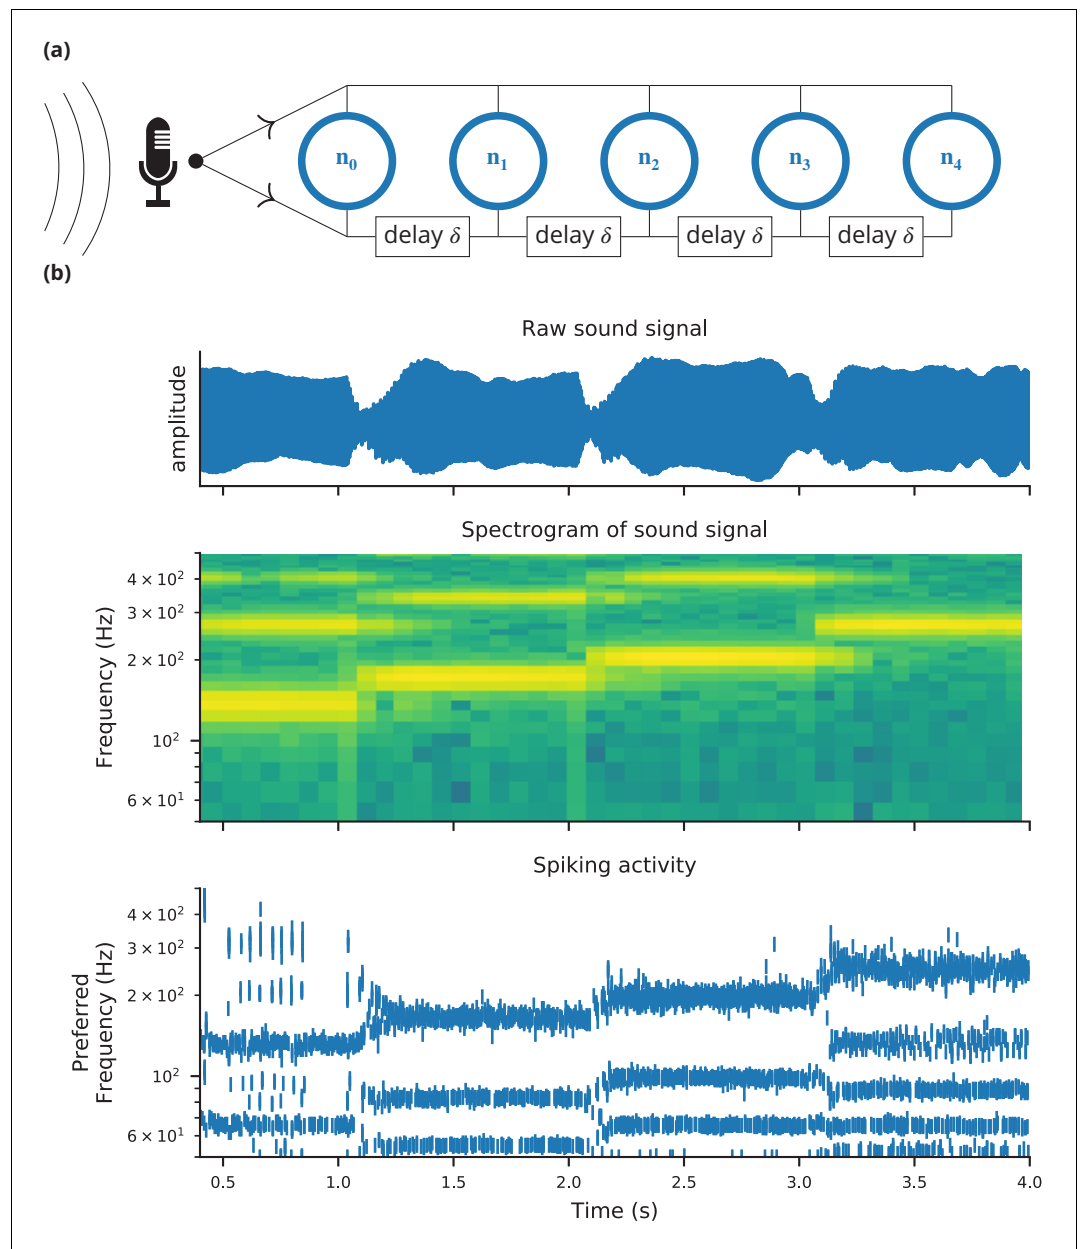 (a)
n₀ n₁ n₂ n₃ n₄
delay δ delay δ delay δ delay δ
(b)
Raw sound signal
amplitude
Spectrogram of sound signal
Frequency (Hz)
4 × 10²
3 × 10²
2 × 10²
10²
6 × 10¹
Spiking activity
Preferred
Frequency (Hz)
4 × 10²
3 × 10²
2 × 10²
10²
6 × 10¹
0.5 1.0 1.5 2.0 2.5 3.0 3.5 4.0
Time (s)